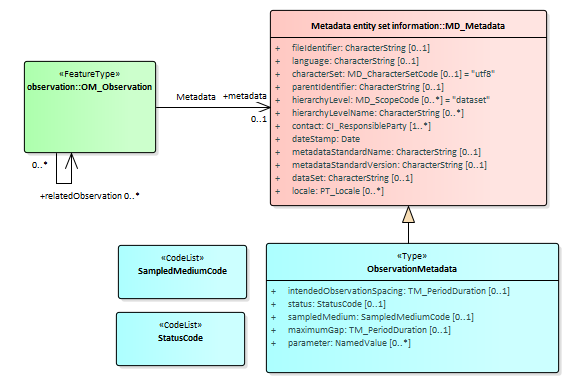 Metadata entity set information::MD_Metadata
+ fileIdentifier: CharacterString [0..1]
+ language: CharacterString [0..1]
+ characterSet: MD_CharacterSetCode [0..1] = "utf8"
+ parentIdentifier: CharacterString [0..1]
+ hierarchyLevel: MD_ScopeCode [0..*] = "dataset"
+ hierarchyLevelName: CharacterString [0..*]
+ contact: CI_ResponsibleParty [1..*]
+ dateStamp: Date
+ metadataStandardName: CharacterString [0..1]
+ metadataStandardVersion: CharacterString [0..1]
+ dataSet: CharacterString [0..1]
+ locale: PT_Locale [0..*]
«FeatureType»
observation::OM_Observation
Metadata +metadata
0..1
0..*
+relatedObservation 0..*
«CodeList»
SampledMediumCode
«CodeList»
StatusCode
«Type»
ObservationMetadata
+ intendedObservationSpacing: TM_PeriodDuration [0..1]
+ status: StatusCode [0..1]
+ sampledMedium: SampledMediumCode [0..1]
+ maximumGap: TM_PeriodDuration [0..1]
+ parameter: NamedValue [0..*]